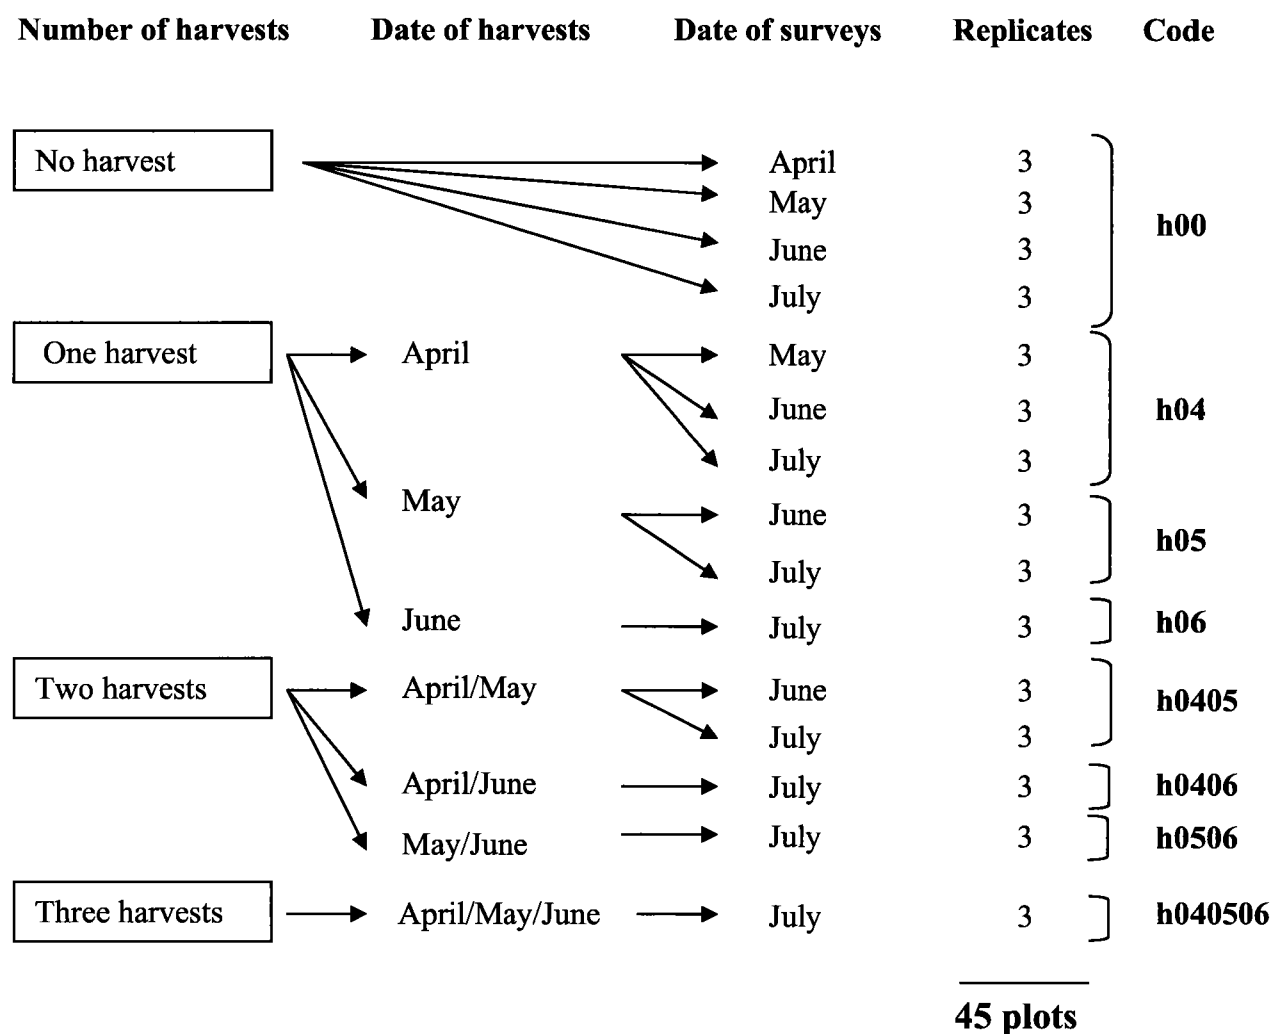 Number of harvests Date of harvests Date of surveys Replicates Code
No harvest April 3
May 3
h00
June 3
July 3
One harvest April May 3
June 3 h04
July 3
May June 3
h05
July 3
June July 3 h06
Two harvests April/May June 3
h0405
July 3
April/June July 3 h0406
May/June July 3 h0506
Three harvests April/May/June July 3 h040506
45 plots